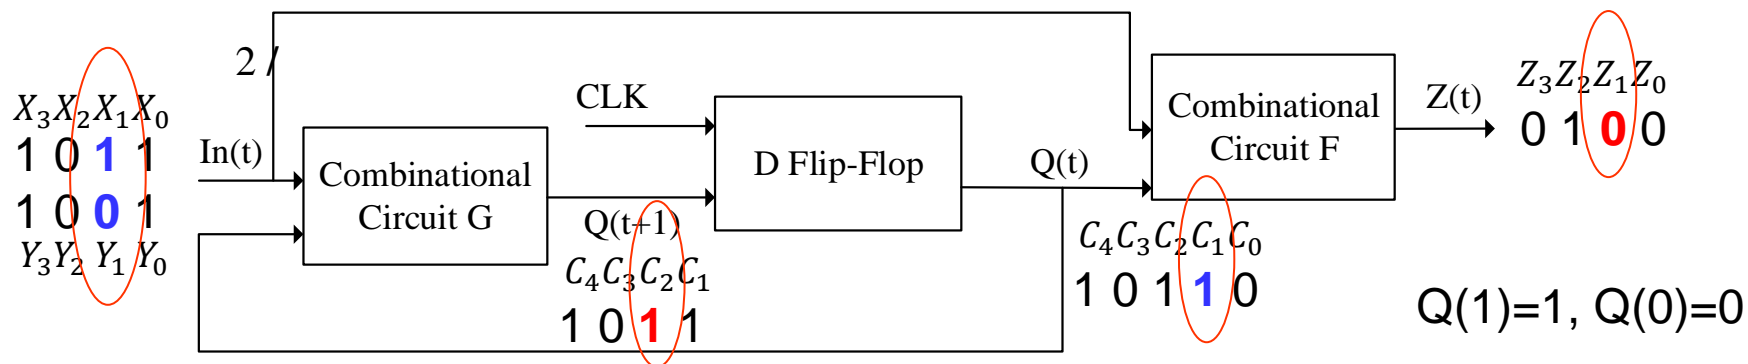 2 /
X₃X₂X₁X₀
1 0 1 1
1 0 0 1
Y₃Y₂ Y₁ Y₀
In(t)
Combinational
Circuit G
CLK
Q(t+1)
C₄C₃C₂C₁
1 0 1 1
D Flip-Flop
Q(t)
C₄C₃C₂C₁C₀
1 0 1 1 0
Combinational
Circuit F
Z(t)
Z₃Z₂Z₁Z₀
0 1 0 0
Q(1)=1, Q(0)=0